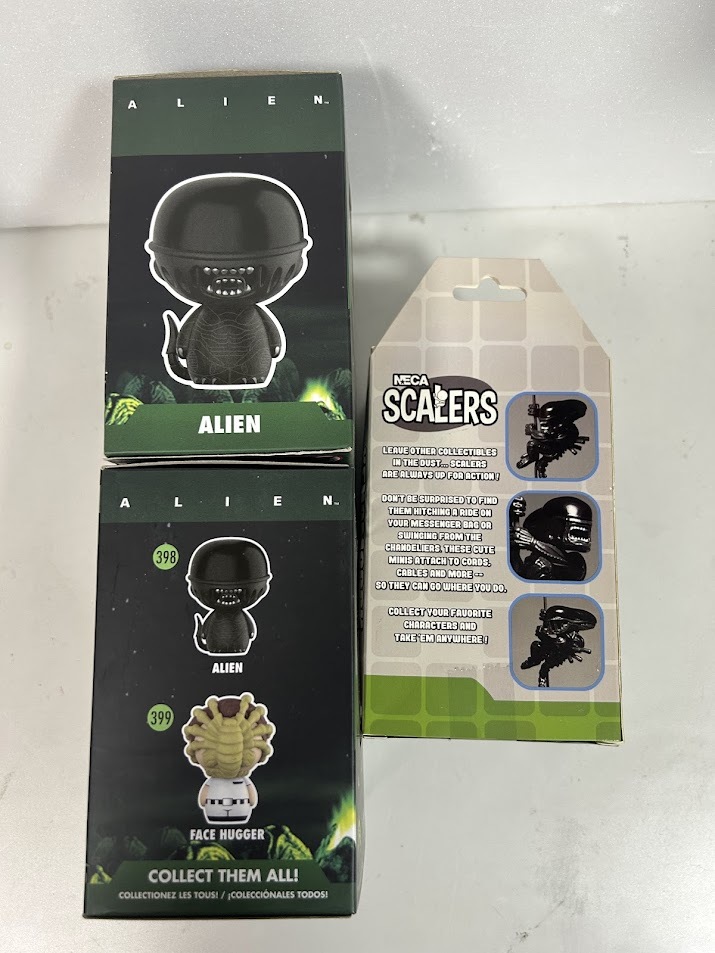 A L I E N™
ALIEN
A L I E N™
398
ALIEN
399
FACE HUGGER
COLLECT THEM ALL!
COLLECTIONEZ LES TOUS! / ¡COLECCIÓNALES TODOS!
NECA
SCALERS
LEAVE OTHER COLLECTIBLES
IN THE DUST... SCALERS
ARE ALWAYS UP FOR ACTION!
DON'T BE SURPRISED TO FIND
THEM HITCHING A RIDE ON
YOUR MESSENGER BAG OR
SWINGING FROM THE
CHANDELIERS. THESE CUTE
MINIS ATTACH TO CORDS,
CABLES AND MORE --
SO THEY CAN GO WHERE YOU DO.
COLLECT YOUR FAVORITE
CHARACTERS AND
TAKE 'EM ANYWHERE!